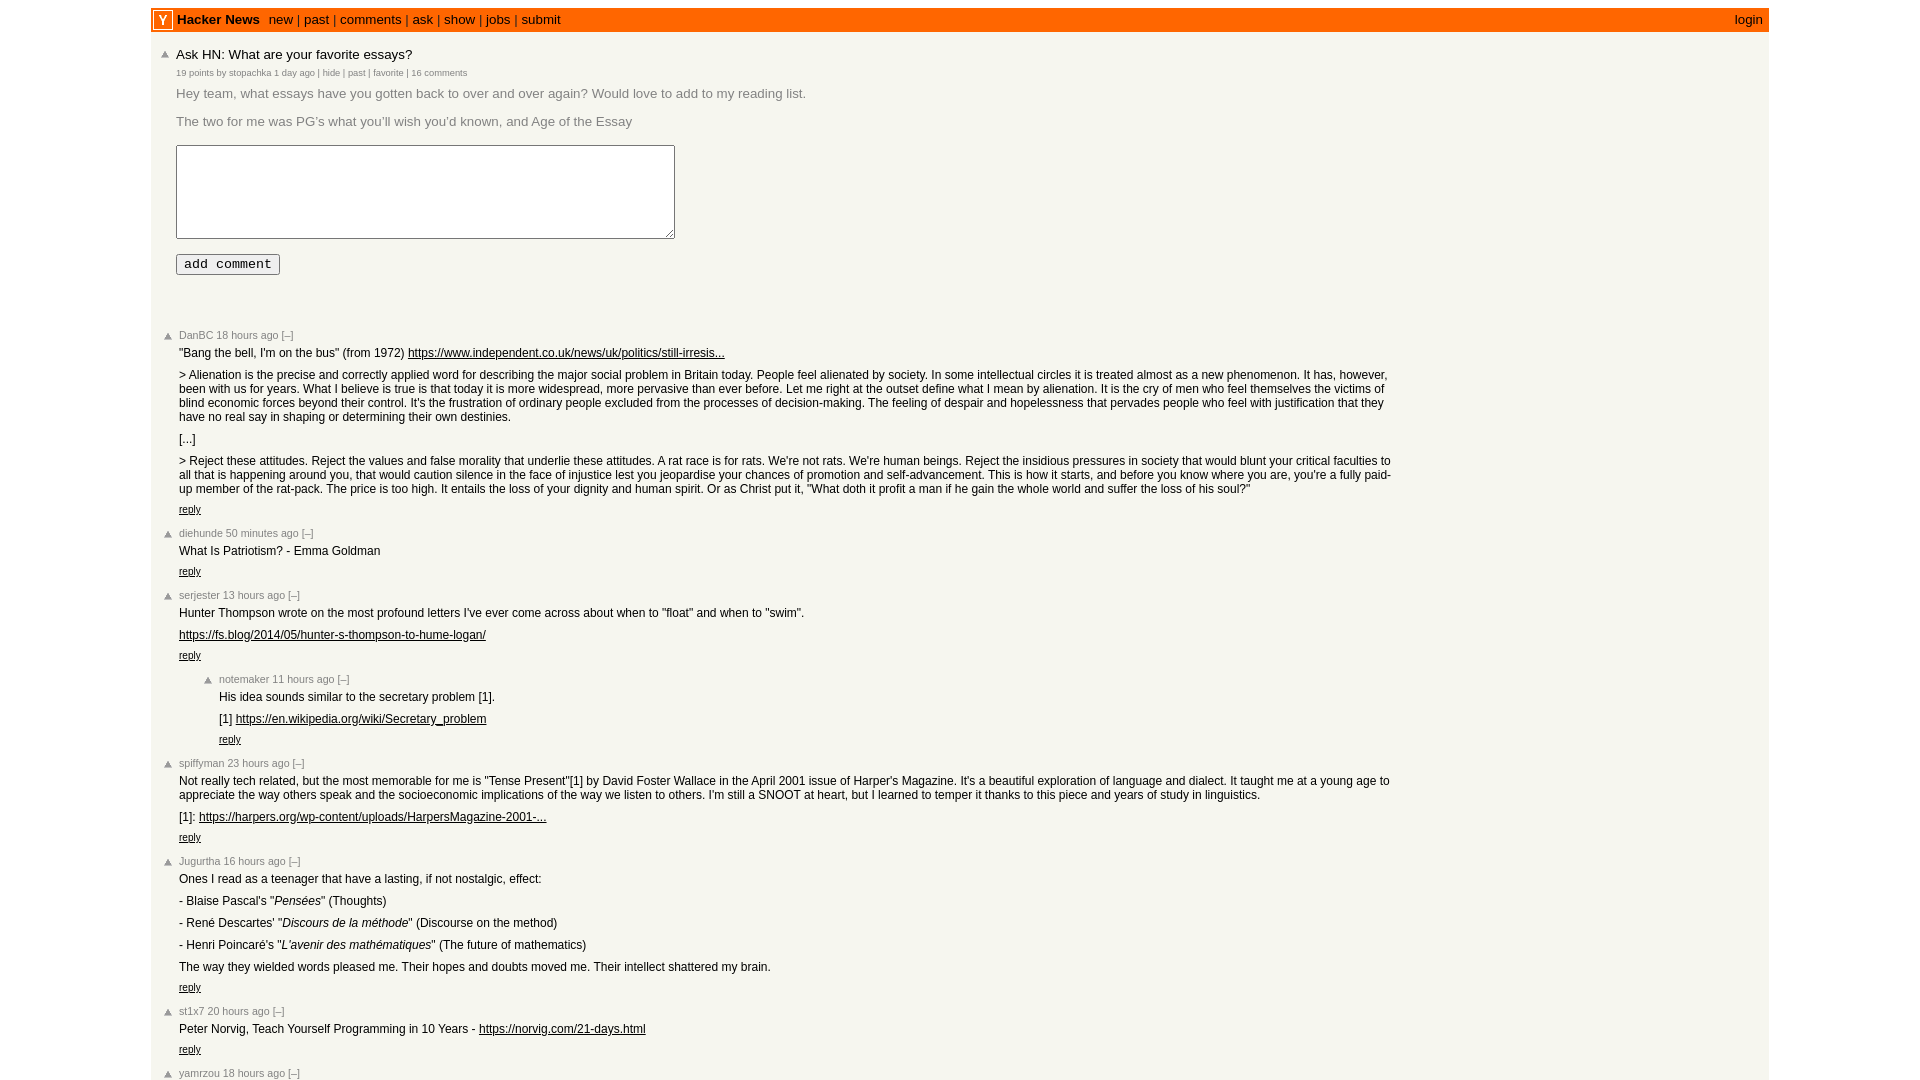 Y Hacker News new | past | comments | ask | show | jobs | submit login
Ask HN: What are your favorite essays?
19 points by stopachka 1 day ago | hide | past | favorite | 16 comments
Hey team, what essays have you gotten back to over and over again? Would love to add to my reading list.
The two for me was PG’s what you’ll wish you’d known, and Age of the Essay
add comment
DanBC 18 hours ago [–]
"Bang the bell, I'm on the bus" (from 1972) https://www.independent.co.uk/news/uk/politics/still-irresis...
> Alienation is the precise and correctly applied word for describing the major social problem in Britain today. People feel alienated by society. In some intellectual circles it is treated almost as a new phenomenon. It has, however,
been with us for years. What I believe is true is that today it is more widespread, more pervasive than ever before. Let me right at the outset define what I mean by alienation. It is the cry of men who feel themselves the victims of
blind economic forces beyond their control. It's the frustration of ordinary people excluded from the processes of decision-making. The feeling of despair and hopelessness that pervades people who feel with justification that they
have no real say in shaping or determining their own destinies.
[...]
> Reject these attitudes. Reject the values and false morality that underlie these attitudes. A rat race is for rats. We're not rats. We're human beings. Reject the insidious pressures in society that would blunt your critical faculties to
all that is happening around you, that would caution silence in the face of injustice lest you jeopardise your chances of promotion and self-advancement. This is how it starts, and before you know where you are, you're a fully paid-
up member of the rat-pack. The price is too high. It entails the loss of your dignity and human spirit. Or as Christ put it, "What doth it profit a man if he gain the whole world and suffer the loss of his soul?"
reply
diehunde 50 minutes ago [–]
What Is Patriotism? - Emma Goldman
reply
serjester 13 hours ago [–]
Hunter Thompson wrote on the most profound letters I've ever come across about when to "float" and when to "swim".
https://fs.blog/2014/05/hunter-s-thompson-to-hume-logan/
reply
notemaker 11 hours ago [–]
His idea sounds similar to the secretary problem [1].
[1] https://en.wikipedia.org/wiki/Secretary_problem
reply
spiffyman 23 hours ago [–]
Not really tech related, but the most memorable for me is "Tense Present"[1] by David Foster Wallace in the April 2001 issue of Harper's Magazine. It's a beautiful exploration of language and dialect. It taught me at a young age to
appreciate the way others speak and the socioeconomic implications of the way we listen to others. I'm still a SNOOT at heart, but I learned to temper it thanks to this piece and years of study in linguistics.
[1]: https://harpers.org/wp-content/uploads/HarpersMagazine-2001-...
reply
Jugurtha 16 hours ago [–]
Ones I read as a teenager that have a lasting, if not nostalgic, effect:
- Blaise Pascal's "Pensées" (Thoughts)
- René Descartes' "Discours de la méthode" (Discourse on the method)
- Henri Poincaré's "L'avenir des mathématiques" (The future of mathematics)
The way they wielded words pleased me. Their hopes and doubts moved me. Their intellect shattered my brain.
reply
st1x7 20 hours ago [–]
Peter Norvig, Teach Yourself Programming in 10 Years - https://norvig.com/21-days.html
reply
yamrzou 18 hours ago [–]